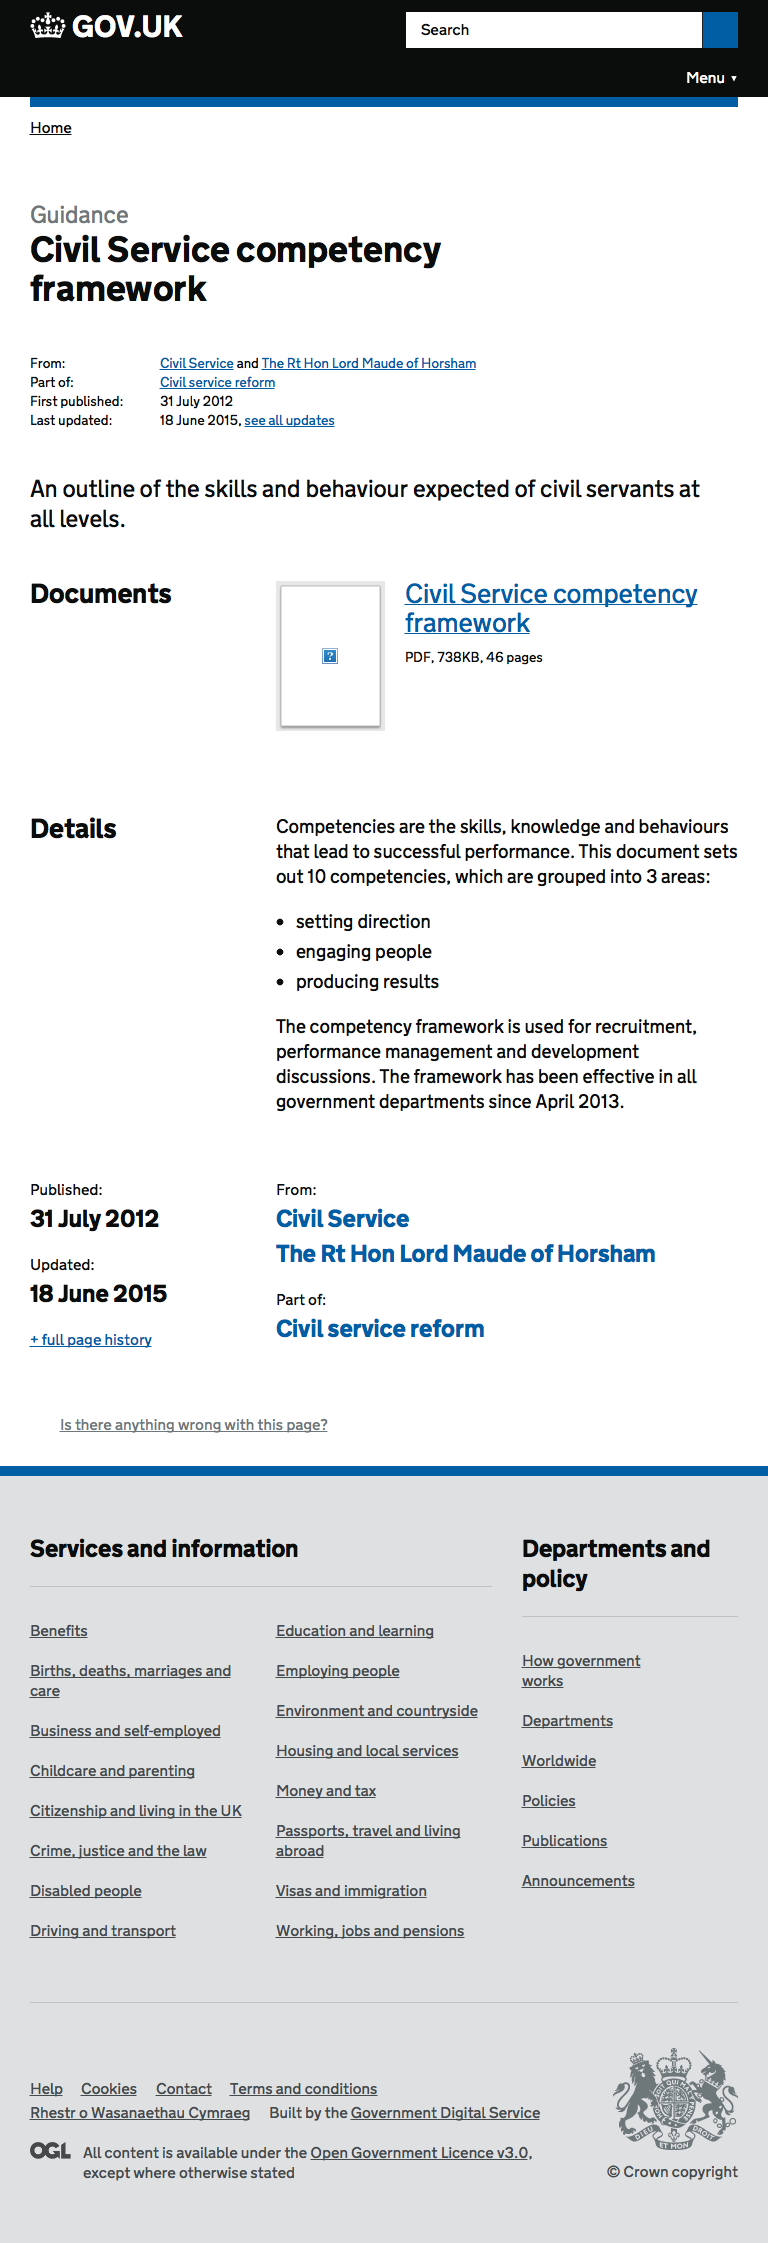 GOV.UK
Search
Menu ▼
Home
Guidance
Civil Service competency
framework
From: Civil Service and The Rt Hon Lord Maude of Horsham
Part of: Civil service reform
First published: 31 July 2012
Last updated: 18 June 2015, see all updates
An outline of the skills and behaviour expected of civil servants at
all levels.
Documents
?
Civil Service competency
framework
PDF, 738KB, 46 pages
Details
Competencies are the skills, knowledge and behaviours
that lead to successful performance. This document sets
out 10 competencies, which are grouped into 3 areas:
• setting direction
• engaging people
• producing results
The competency framework is used for recruitment,
performance management and development
discussions. The framework has been effective in all
government departments since April 2013.
Published:
31 July 2012
Updated:
18 June 2015
+ full page history
From:
Civil Service
The Rt Hon Lord Maude of Horsham
Part of:
Civil service reform
Is there anything wrong with this page?
Services and information
Benefits
Births, deaths, marriages and
care
Business and self-employed
Childcare and parenting
Citizenship and living in the UK
Crime, justice and the law
Disabled people
Driving and transport
Education and learning
Employing people
Environment and countryside
Housing and local services
Money and tax
Passports, travel and living
abroad
Visas and immigration
Working, jobs and pensions
Departments and
policy
How government
works
Departments
Worldwide
Policies
Publications
Announcements
Help Cookies Contact Terms and conditions
Rhestr o Wasanaethau Cymraeg Built by the Government Digital Service
OGL
All content is available under the Open Government Licence v3.0,
except where otherwise stated
DIEU ET MON DROIT
© Crown copyright